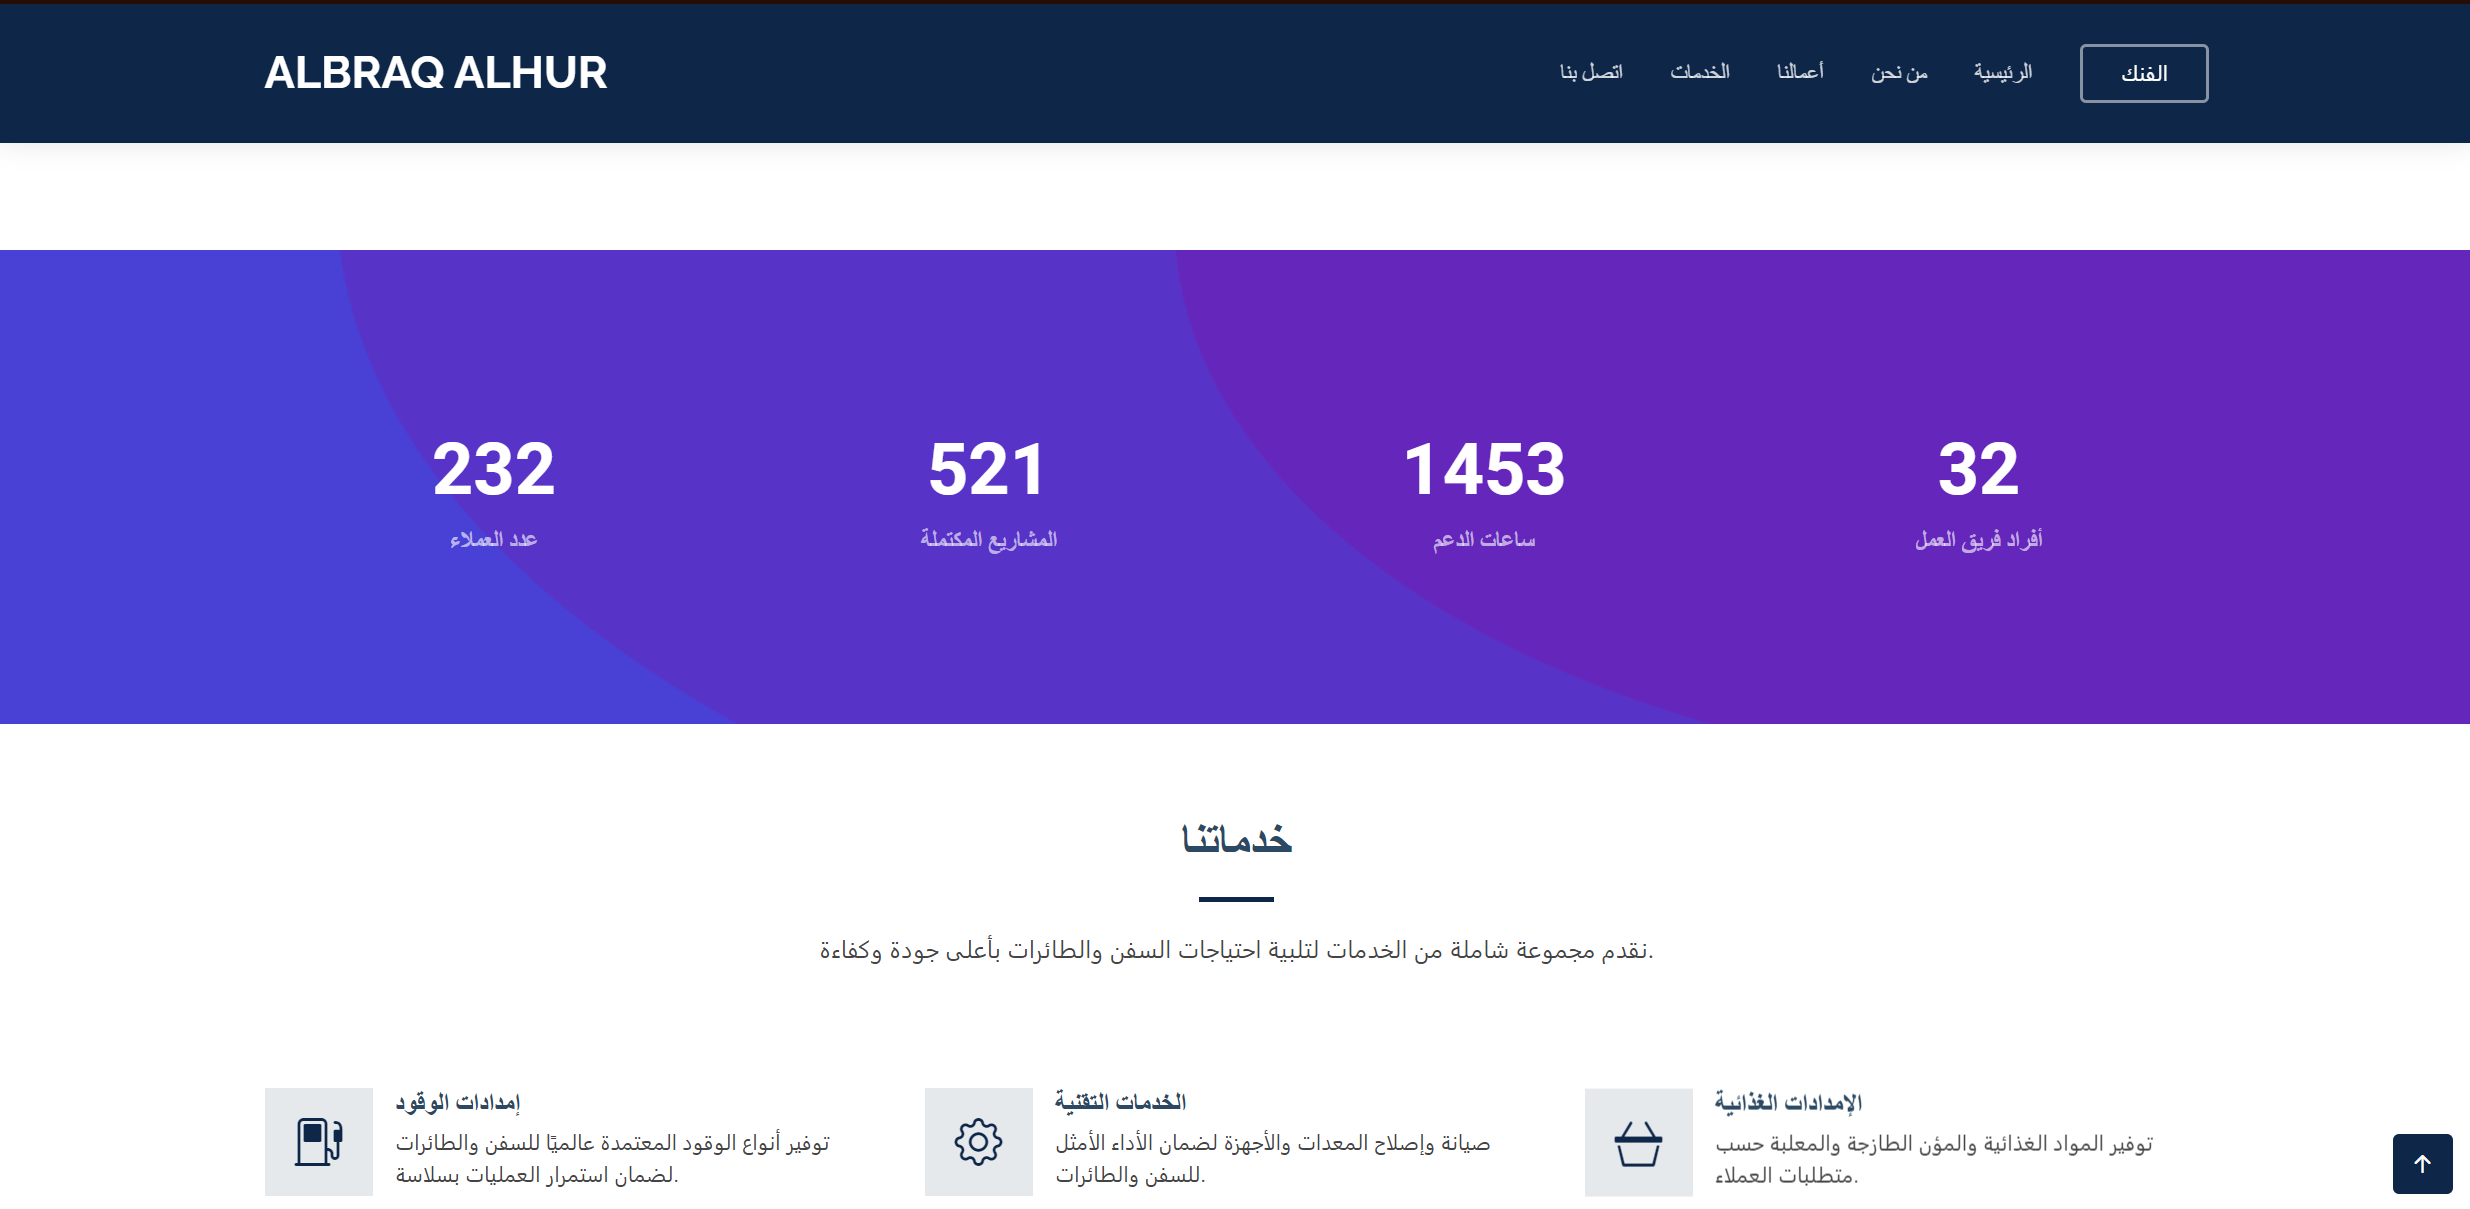 ALBRAQ ALHUR
الفنك
الرئيسية
من نحن
أعمالنا
الخدمات
اتصل بنا
232
عدد العملاء
521
المشاريع المكتملة
1453
ساعات الدعم
32
أفراد فريق العمل
خدماتنا
نقدم مجموعة شاملة من الخدمات لتلبية احتياجات السفن والطائرات بأعلى جودة وكفاءة.
إمدادات الوقود
توفير أنواع الوقود المعتمدة عالميًا للسفن والطائرات
لضمان استمرار العمليات بسلاسة.
الخدمات التقنية
صيانة وإصلاح المعدات والأجهزة لضمان الأداء الأمثل
للسفن والطائرات.
الإمدادات الغذائية
توفير المواد الغذائية والمؤن الطازجة والمعلبة حسب
متطلبات العملاء.